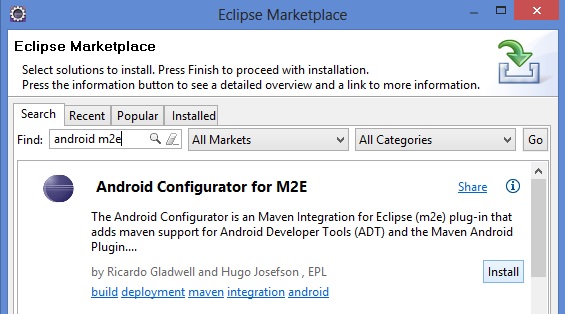 Eclipse Marketplace
Eclipse Marketplace
Select solutions to install. Press Finish to proceed with installation.
Press the information button to see a detailed overview and a link to more information.
Search Recent Popular Installed
Find: android m2e All Markets All Categories Go
Android Configurator for M2E Share
The Android Configurator is an Maven Integration for Eclipse (m2e) plug-in that
adds maven support for Android Developer Tools (ADT) and the Maven Android
Plugin....
by Ricardo Gladwell and Hugo Josefson , EPL Install
build deployment maven integration android